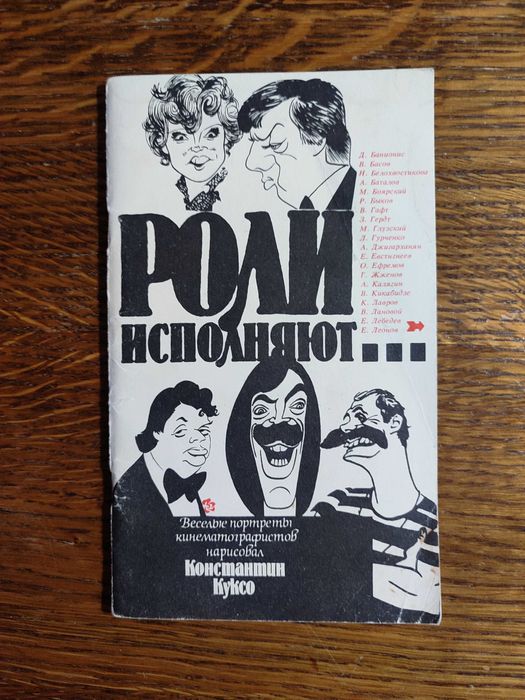 Д. Банионис
В. Басов
Н. Белохвостикова
А. Баталов
М. Боярский
Р. Быков
В. Гафт
З. Гердт
М. Глузский
Л. Гурченко
А. Джигарханян
Е. Евстигнеев
О. Ефремов
Г. Жженов
А. Калягин
В. Кикабидзе
К. Лавров
В. Лановой
Е. Лебедев
Е. Леонов
РОЛИ
ИСПОЛНЯЮТ...
Веселые портреты
кинематографистов
нарисовал
Константин
Куксо